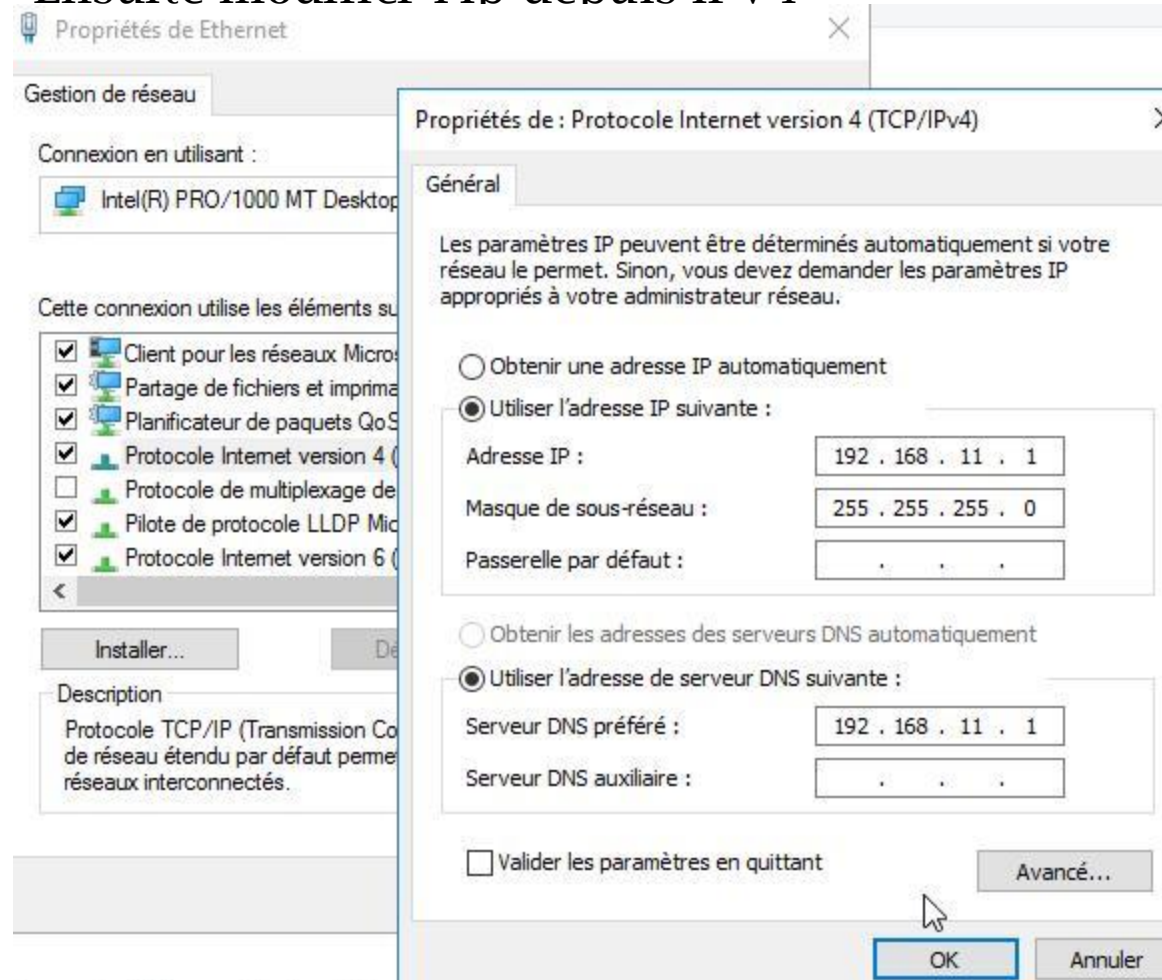 Propriétés de Ethernet
Gestion de réseau
Connexion en utilisant :
Intel(R) PRO/1000 MT Desktop
Cette connexion utilise les éléments su
Client pour les réseaux Micros
Partage de fichiers et imprima
Planificateur de paquets QoS
Protocole Internet version 4 (
Protocole de multiplexage de
Pilote de protocole LLDP Mic
Protocole Internet version 6 (
Installer...
Dé
Description
Protocole TCP/IP (Transmission Co
de réseau étendu par défaut perme
réseaux interconnectés.
Propriétés de : Protocole Internet version 4 (TCP/IPv4)
Général
Les paramètres IP peuvent être déterminés automatiquement si votre
réseau le permet. Sinon, vous devez demander les paramètres IP
appropriés à votre administrateur réseau.
Obtenir une adresse IP automatiquement
Utiliser l'adresse IP suivante :
Adresse IP : 192 . 168 . 11 . 1
Masque de sous-réseau : 255 . 255 . 255 . 0
Passerelle par défaut : . . .
Obtenir les adresses des serveurs DNS automatiquement
Utiliser l'adresse de serveur DNS suivante :
Serveur DNS préféré : 192 . 168 . 11 . 1
Serveur DNS auxiliaire : . . .
Valider les paramètres en quittant
Avancé...
OK
Annuler